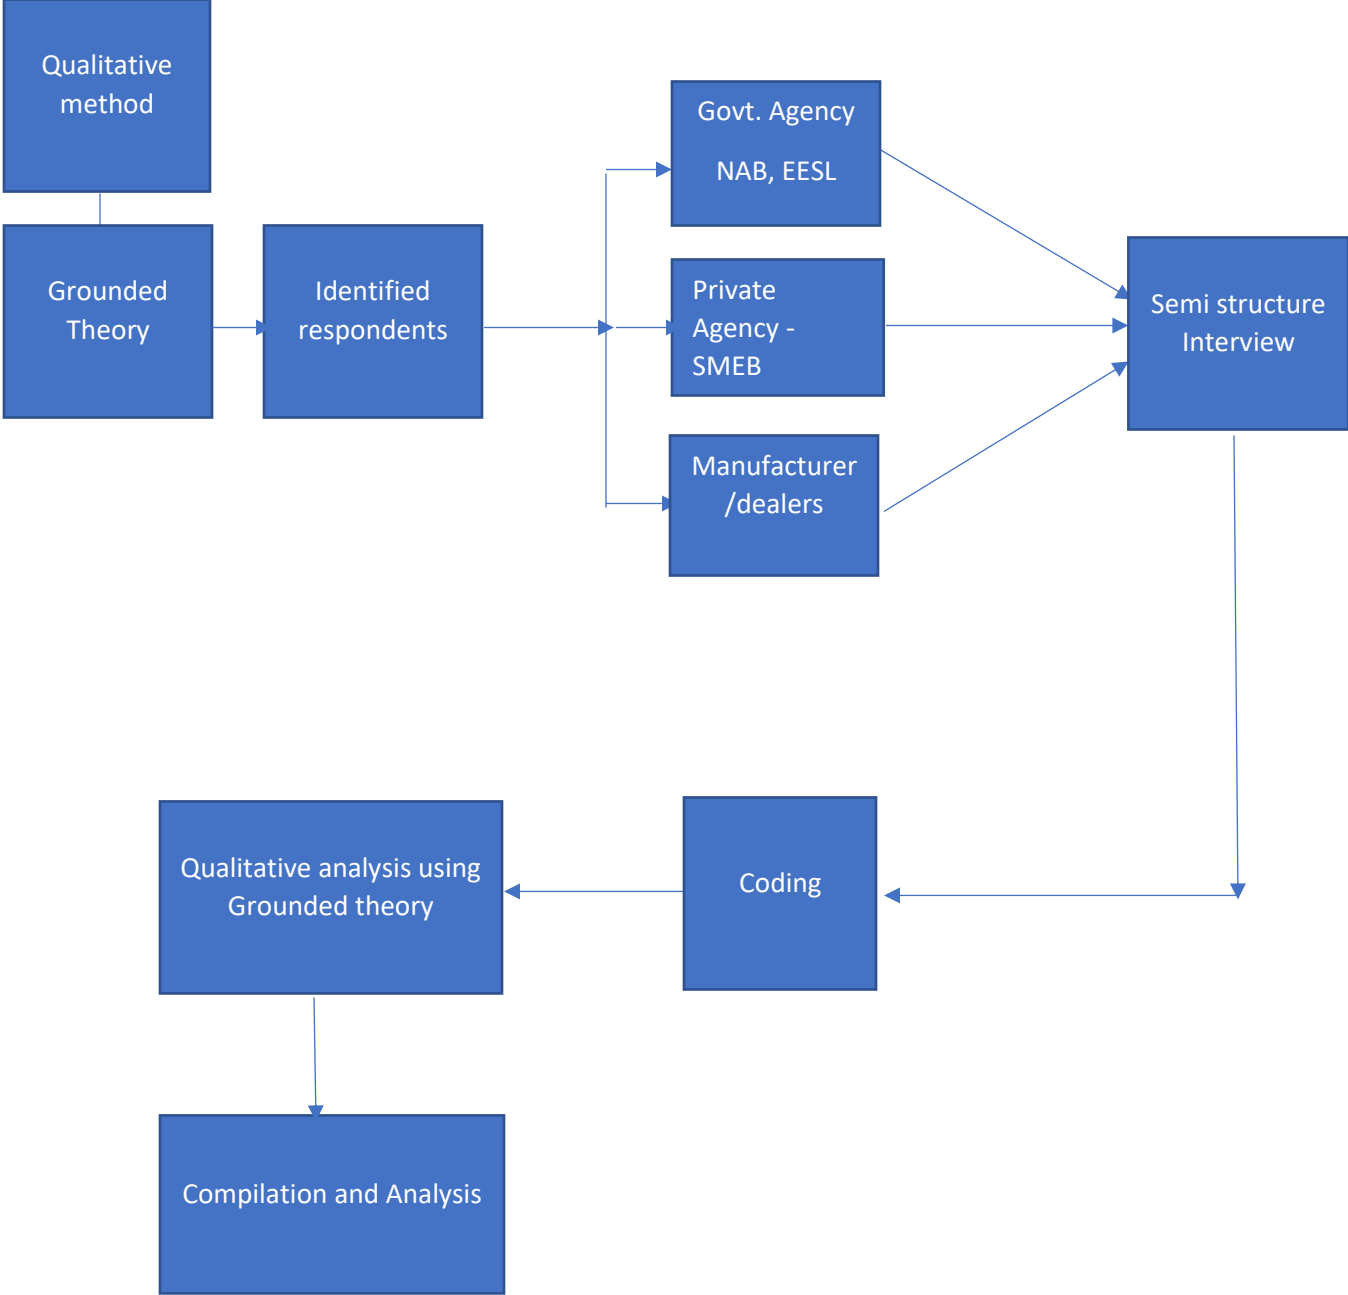 Qualitative
method
Grounded
Theory
Identified
respondents
Govt. Agency
NAB, EESL
Private
Agency -
SMEB
Manufacturer
/dealers
Semi structure
Interview
Coding
Qualitative analysis using
Grounded theory
Compilation and Analysis